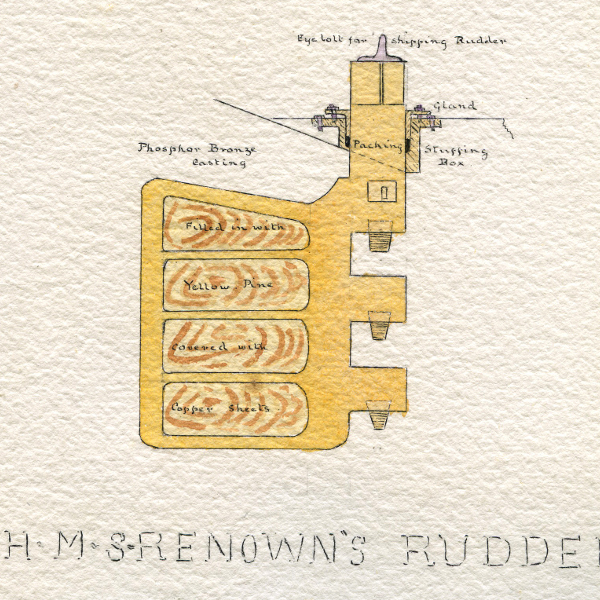 Eye bolt for shipping Rudder
Gland
Phosphor Bronze
Casting
Packing
Stuffing
Box
Filled in with
Yellow Pine
Covered with
Copper Sheets
H.M.S. RENOWN'S RUDDE